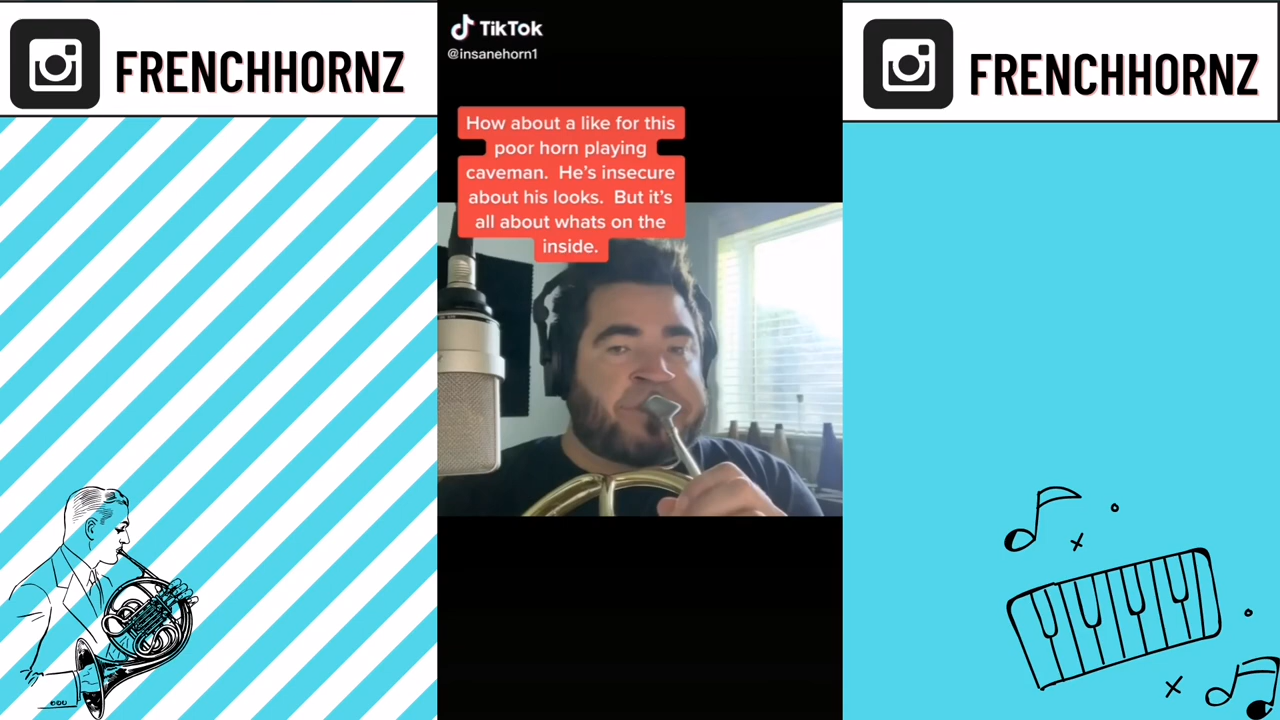 FRENCHHORNZ
TikTok
@insanehorn1
How about a like for this
poor horn playing
caveman.  He’s insecure
about his looks.  But it’s
all about whats on the
inside.
FRENCHHORNZ